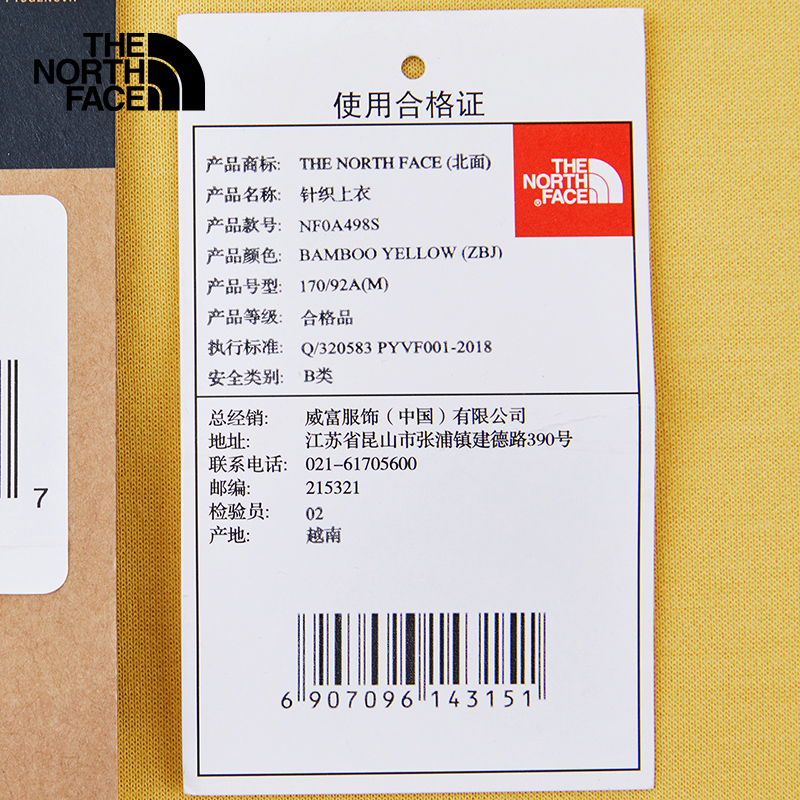 THE
NORTH
FACE
使用合格证
产品商标: THE NORTH FACE (北面)
产品名称: 针织上衣
产品款号: NF0A498S
产品颜色: BAMBOO YELLOW (ZBJ)
产品号型: 170/92A(M)
产品等级: 合格品
执行标准: Q/320583 PYVF001-2018
安全类别: B类
THE
NORTH
FACE
®
总经销: 威富服饰（中国）有限公司
地址: 江苏省昆山市张浦镇建德路390号
联系电话: 021-61705600
邮编: 215321
检验员: 02
产地: 越南
7
6 907096 143151